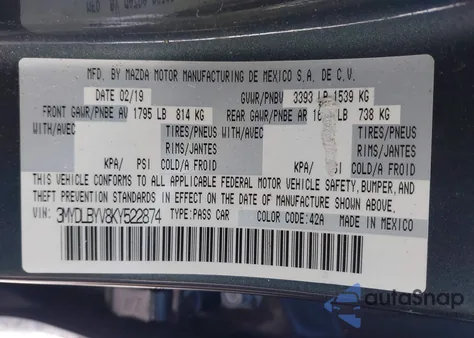 MFD. BY MAZDA MOTOR MANUFACTURING DE MEXICO S.A. DE C.V.
DATE 02/19 GVWR/PNBV 3393 LB 1539 KG
FRONT GAWR/PNBE AV 1795 LB 814 KG REAR GAWR/PNBE AR LB 738 KG
WITH/AVEC TIRES/PNEUS WITH/AVEC TIRES/PNEUS
RIMS/JANTES RIMS/JANTES
KPA/ PSI COLD/A FROID KPA/ PSI COLD/A FROID
THIS VEHICLE CONFORMS TO ALL APPLICABLE FEDERAL MOTOR VEHICLE SAFETY, BUMPER, AND
THEFT PREVENTION STANDARDS IN EFFECT ON THE DATE OF MANUFACTURE SHOWN ABOVE.
VIN: 3MYDLBYV8KY522874 TYPE: PASS CAR COLOR CODE: 42A
autoSnap
POWERED BY